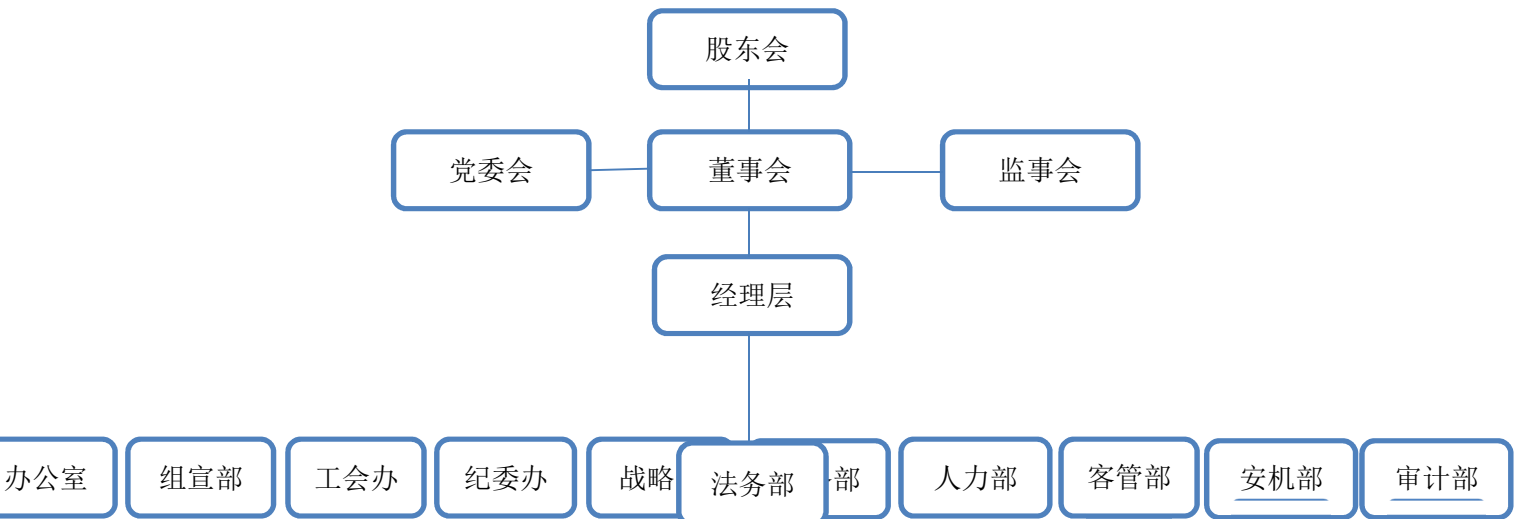 股东会
党委会
董事会
监事会
经理层
办公室
组宣部
工会办
纪委办
战略
法务部
部
人力部
客管部
安机部
审计部